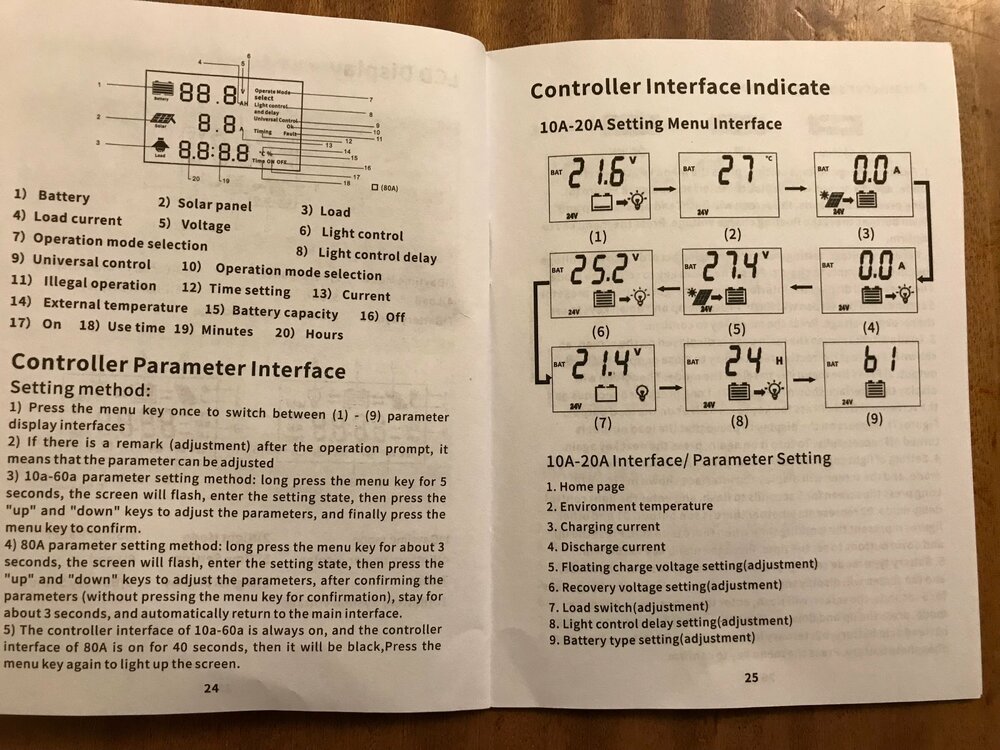 4
6
5
1
2
3
88.8
Battery
AH
8.8
Solar
A
88:88
Load
°C %
Time ON OFF
Operate Mode
select
Light control
and delay
Universal Control
Ok
Timing Fault
7
8
9
10
11
12
13
14
15
16
17
18
20
19
(80A)
1) Battery
2) Solar panel
3) Load
4) Load current
5) Voltage
6) Light control
7) Operation mode selection
8) Light control delay
9) Universal control
10) Operation mode selection
11) Illegal operation
12) Time setting
13) Current
14) External temperature
15) Battery capacity
16) Off
17) On
18) Use time
19) Minutes
20) Hours
Controller Parameter Interface
Setting method:
1) Press the menu key once to switch between (1) - (9) parameter
display interfaces
2) If there is a remark (adjustment) after the operation prompt, it
means that the parameter can be adjusted
3) 10a-60a parameter setting method: long press the menu key for 5
seconds, the screen will flash, enter the setting state, then press the
"up" and "down" keys to adjust the parameters, and finally press the
menu key to confirm.
4) 80A parameter setting method: long press the menu key for about 3
seconds, the screen will flash, enter the setting state, then press the
"up" and "down" keys to adjust the parameters, after confirming the
parameters (without pressing the menu key for confirmation), stay for
about 3 seconds, and automatically return to the main interface.
5) The controller interface of 10a-60a is always on, and the controller
interface of 80A is on for 40 seconds, then it will be black,Press the
menu key again to light up the screen.
24
Controller Interface Indicate
10A-20A Setting Menu Interface
BAT 21.6 V
24V
(1)
BAT 27 °C
24V
(2)
BAT 0.0 A
24V
(3)
BAT 25.2 V
24V
(6)
BAT 27.4 V
24V
(5)
BAT 0.0 A
24V
(4)
BAT 21.4 V
24V
(7)
BAT 24 H
24V
(8)
BAT b1
24V
(9)
10A-20A Interface/ Parameter Setting
1. Home page
2. Environment temperature
3. Charging current
4. Discharge current
5. Floating charge voltage setting(adjustment)
6. Recovery voltage setting(adjustment)
7. Load switch(adjustment)
8. Light control delay setting(adjustment)
9. Battery type setting(adjustment)
25